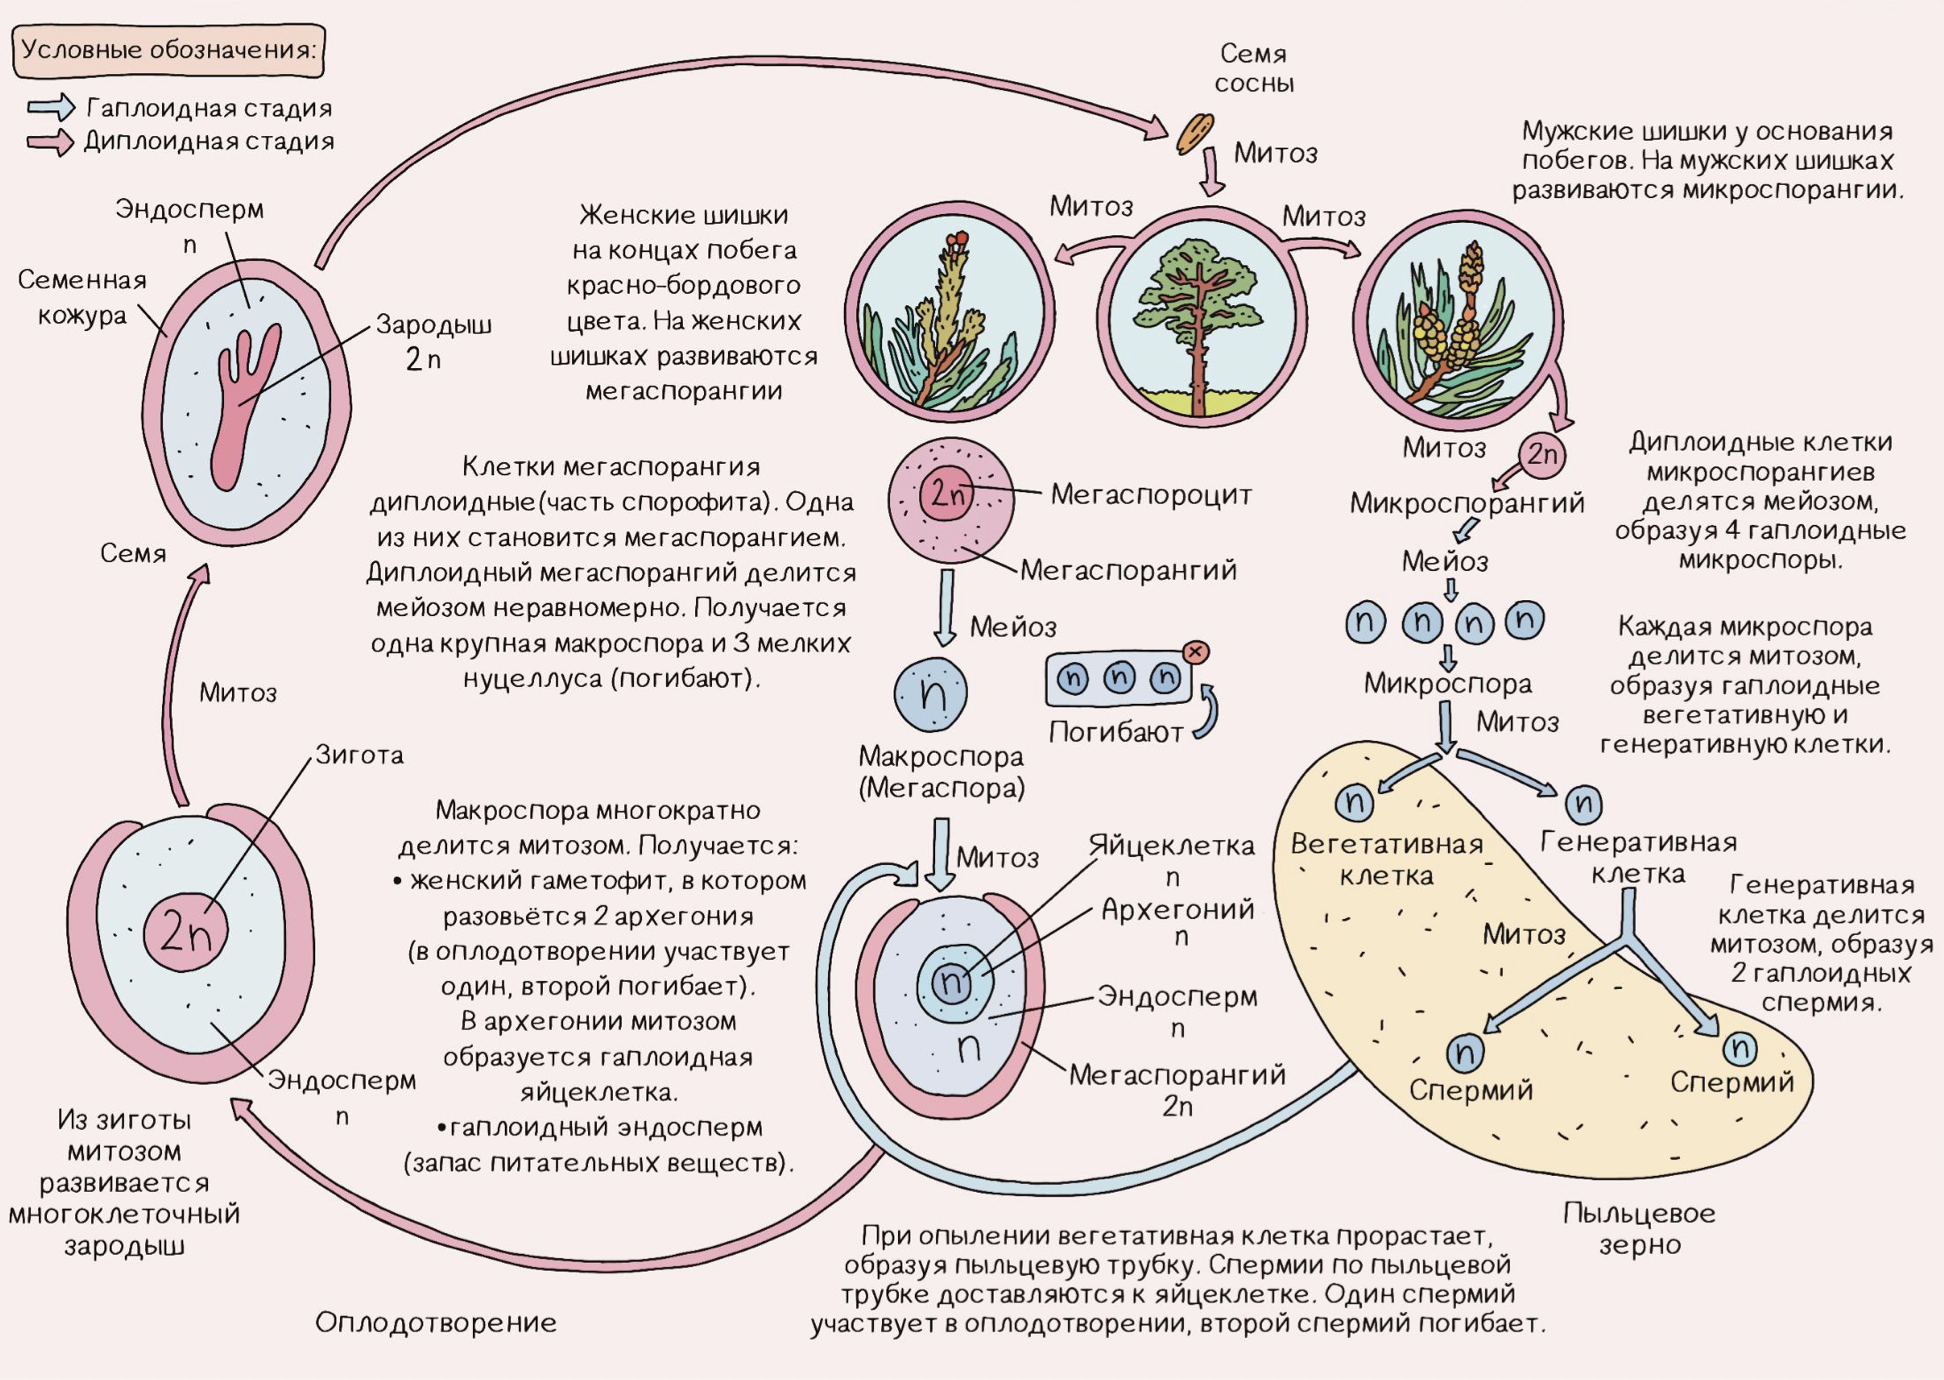 Условные обозначения:
Гаплоидная стадия
Диплоидная стадия
Семя
сосны
Митоз
Митоз
Митоз
Мужские шишки у основания
побегов. На мужских шишках
развиваются микроспорангии.
Женские шишки
на концах побега
красно-бордового
цвета. На женских
шишках развиваются
мегаспорангии
Эндосперм
n
Семенная
кожура
Зародыш
2n
Семя
Клетки мегаспорангия
диплоидные(часть спорофита). Одна
из них становится мегаспорангием.
Диплоидный мегаспорангий делится
мейозом неравномерно. Получается
одна крупная макроспора и 3 мелких
нуцеллуса (погибают).
2n
Мегаспороцит
Мегаспорангий
Мейоз
n
n n n
x
Погибают
Макроспора
(Мегаспора)
Митоз
Митоз
2n
Микроспорангий
Мейоз
n n n n
Микроспора
Митоз
Диплоидные клетки
микроспорангиев
делятся мейозом,
образуя 4 гаплоидные
микроспоры.
Каждая микроспора
делится митозом,
образуя гаплоидные
вегетативную и
генеративную клетки.
n
Вегетативная
клетка
n
Генеративная
клетка
Митоз
Генеративная
клетка делится
митозом, образуя
2 гаплоидных
спермия.
n
Спермий
n
Спермий
Пыльцевое
зерно
Яйцеклетка
n
Архегоний
n
Эндосперм
n
Мегаспорангий
2n
n
n
Макроспора многократно
делится митозом. Получается:
• женский гаметофит, в котором
разовьётся 2 архегония
(в оплодотворении участвует
один, второй погибает).
В архегонии митозом
образуется гаплоидная
яйцеклетка.
•гаплоидный эндосперм
(запас питательных веществ).
Митоз
Зигота
2n
Эндосперм
n
Из зиготы
митозом
развивается
многоклеточный
зародыш
При опылении вегетативная клетка прорастает,
образуя пыльцевую трубку. Спермии по пыльцевой
трубке доставляются к яйцеклетке. Один спермий
участвует в оплодотворении, второй спермий погибает.
Оплодотворение